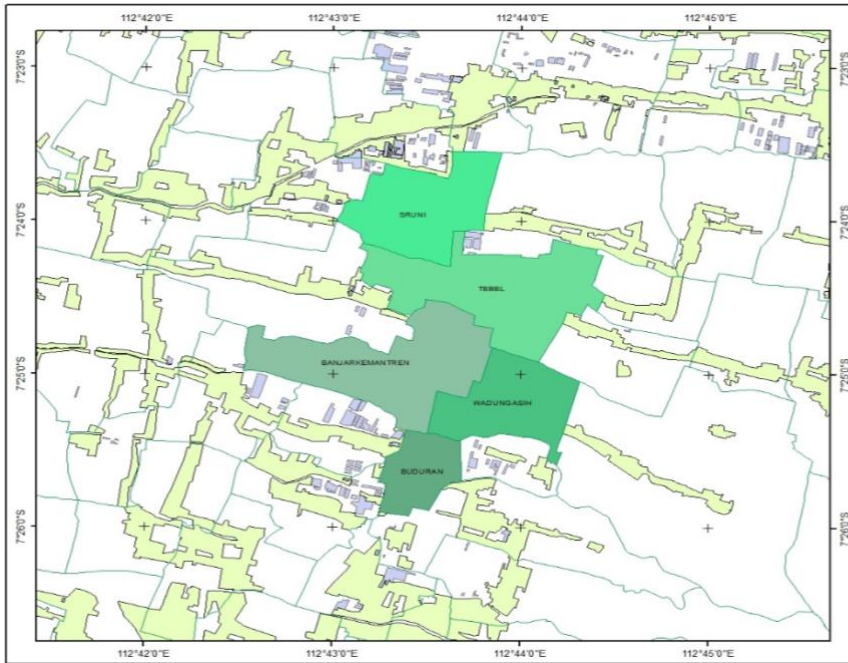 112°42'0"E 112°43'0"E 112°44'0"E 112°45'0"E
7°23'0"S 7°23'0"S
SRUNI
7°24'0"S 7°24'0"S
TEBEL
BANJARKEMANTREN
7°25'0"S 7°25'0"S
WADUNGASIH
BUDURAN
7°26'0"S 7°26'0"S
112°42'0"E 112°43'0"E 112°44'0"E 112°45'0"E